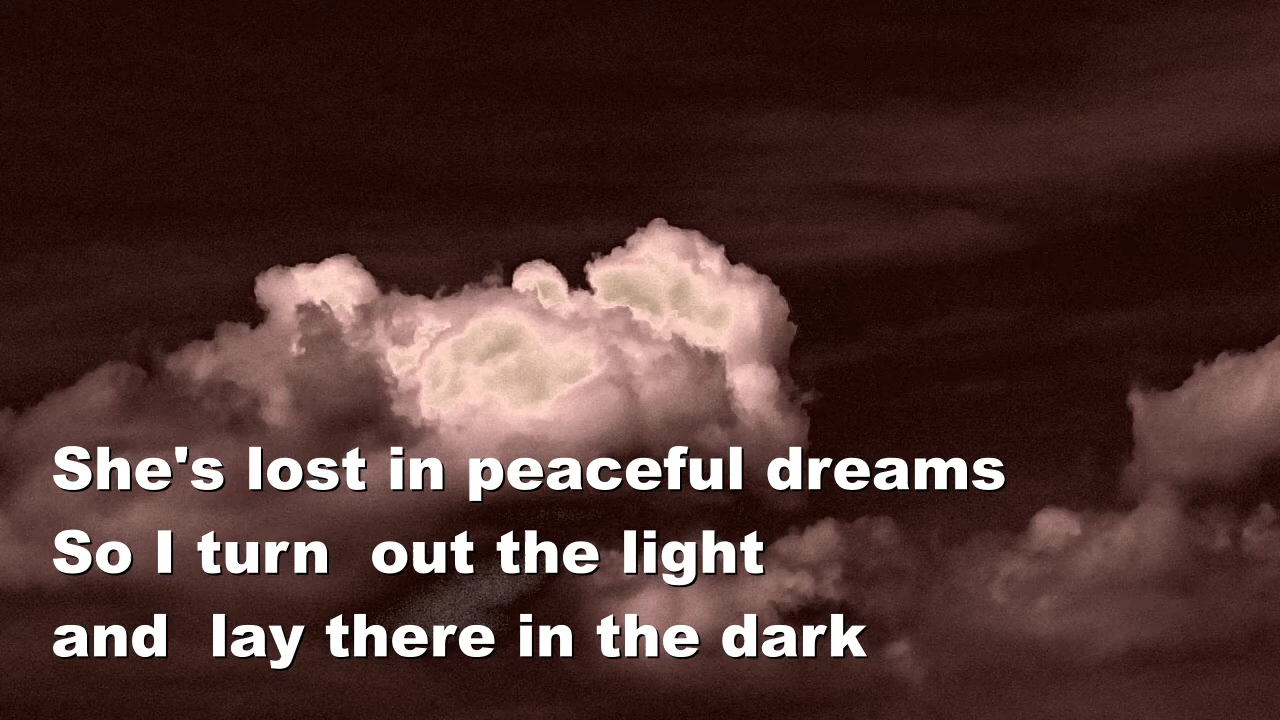 She's lost in peaceful dreams
So I turn  out the light
and  lay there in the dark